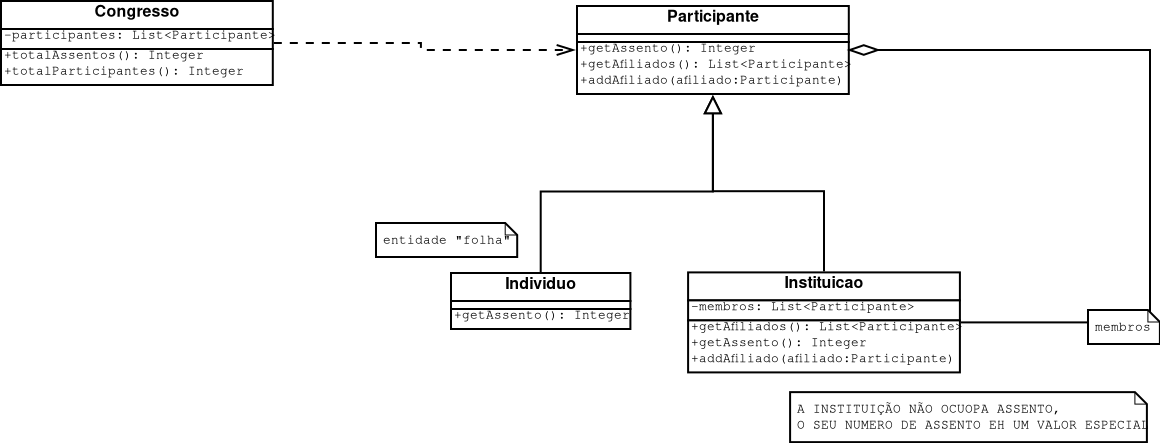 Congresso
-participantes: List<Participante>
+totalAssentos(): Integer
+totalParticipantes(): Integer
Participante
+getAssento(): Integer
+getAfiliados(): List<Participante>
+addAfiliado(afiliado:Participante)
entidade "folha"
Individuo
+getAssento(): Integer
Instituicao
-membros: List<Participante>
+getAfiliados(): List<Participante>
+getAssento(): Integer
+addAfiliado(afiliado:Participante)
membros
A INSTITUIÇÃO NÃO OCUOPA ASSENTO,
O SEU NUMERO DE ASSENTO EH UM VALOR ESPECIAL